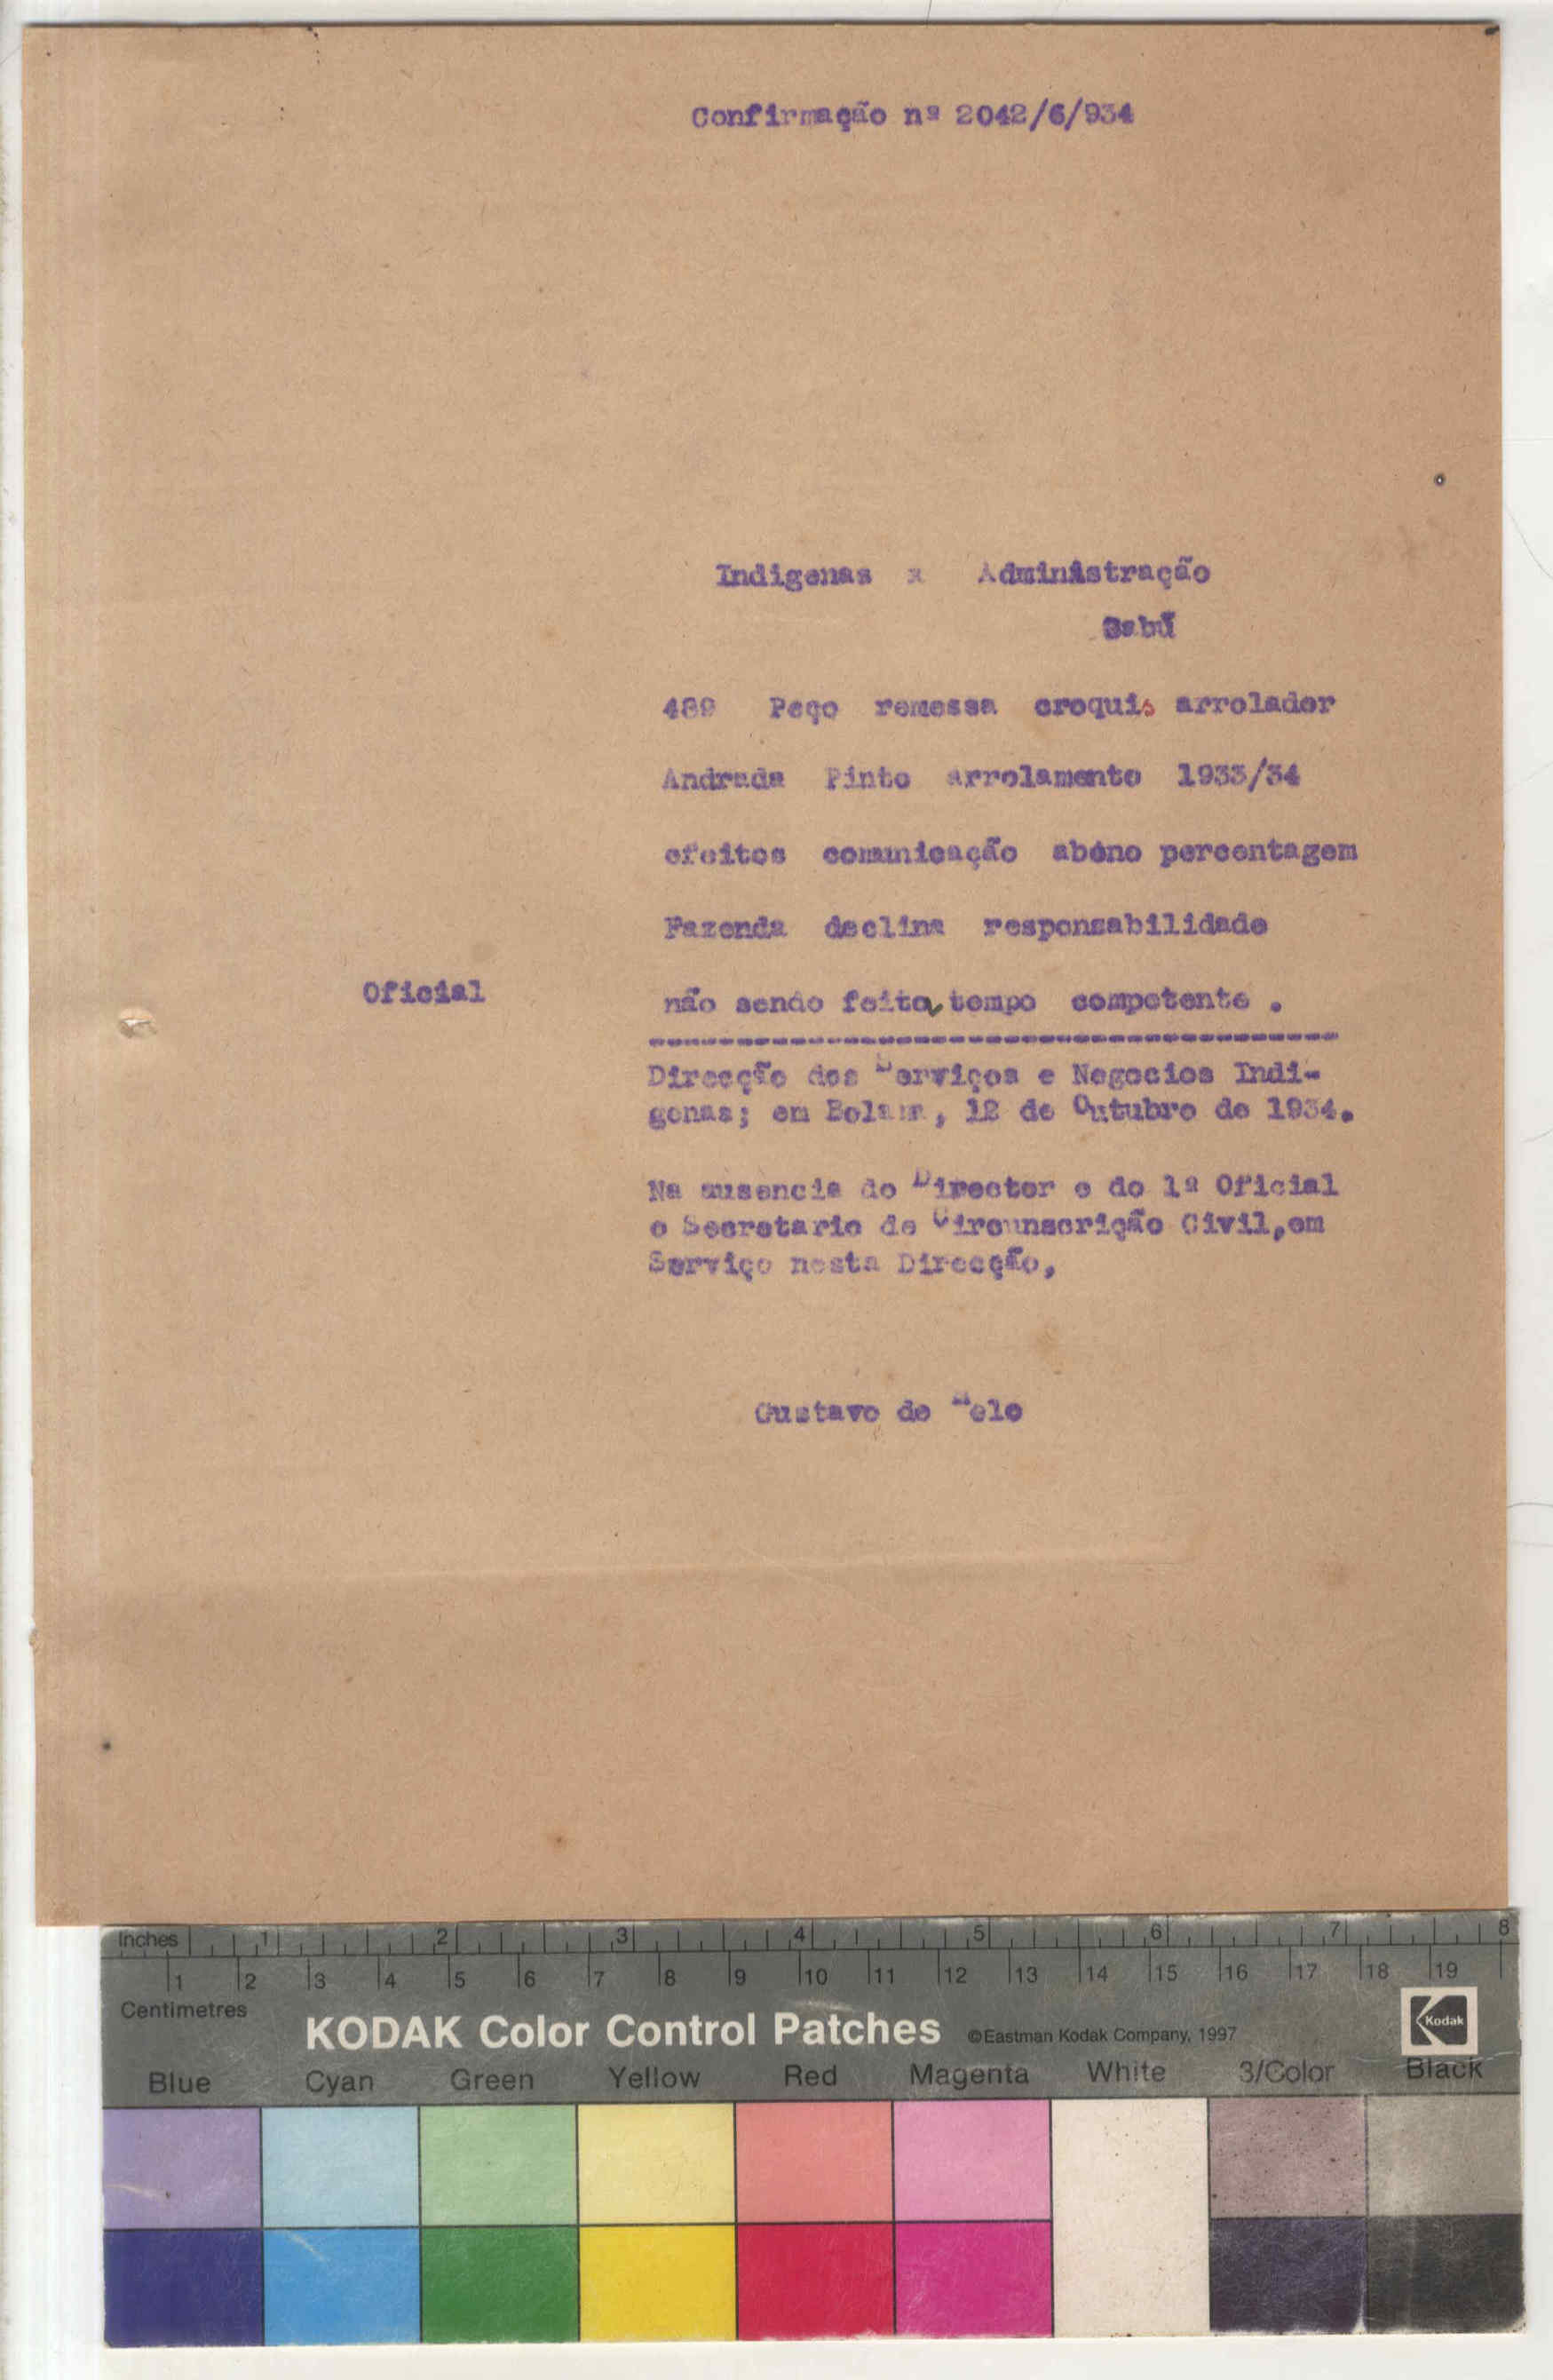 Confirmação nº 2042/6/934
Indigenas x Administração
Gabú
489 Peço remessa croquis arrolador
Andrade Pinto arrolamento 1933/34
efeitos comunicação abono percentagem
Fazenda declina responsabilidade
Oficial
não sendo feito tempo competente .
Direcção dos Serviços e Negocios Indi-
genas; em Bolama, 12 de Outubro de 1934.
Na ausencia do Director e do 1º Oficial
o Secretario de Circunscrição Civil,em
Serviço nesta Direcção,
Gustavo de Melo
Inches 1 2 3 4 5 6 7 8
1 2 3 4 5 6 7 8 9 10 11 12 13 14 15 16 17 18 19
Centimetres
KODAK Color Control Patches ©Eastman Kodak Company, 1997 Kodak
Blue Cyan Green Yellow Red Magenta White 3/Color Black